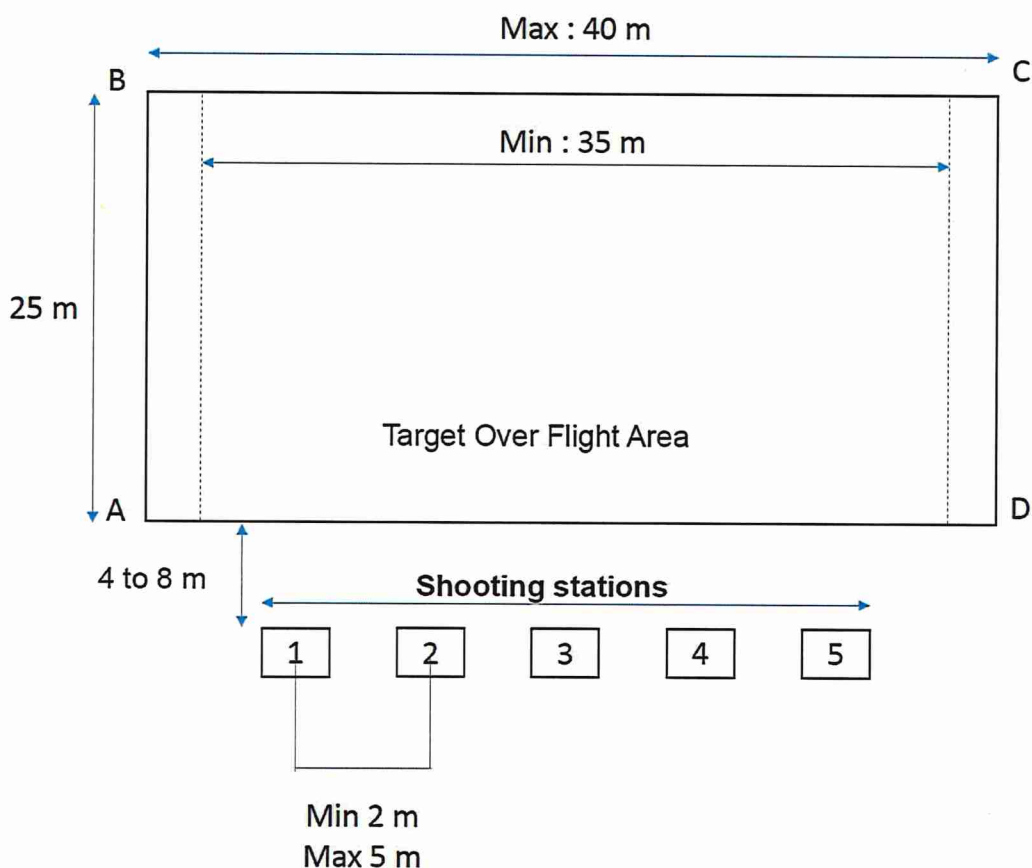 Max : 40 m
B
C
Min : 35 m
25 m
Target Over Flight Area
A
D
4 to 8 m
Shooting stations
1 2 3 4 5
Min 2 m
Max 5 m